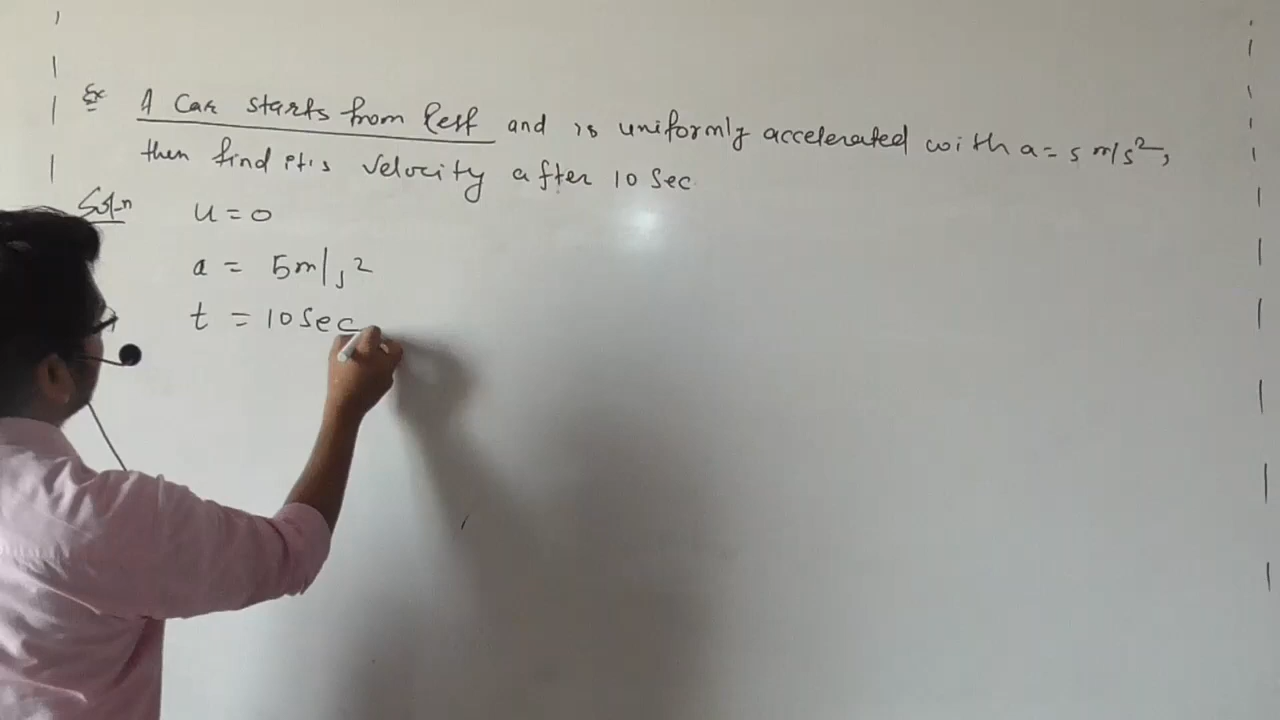 Ex A Car starts from Rest and is uniformly accelerated with a = 5 m/s²,
then find it's velocity after 10 Sec.
Sol-n u = 0
a = 5m/s²
t = 10 Sec